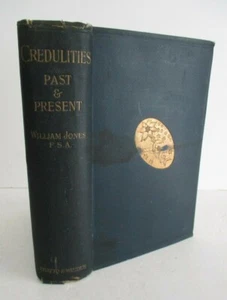 CREDULITIES
PAST
&
PRESENT
WILLIAM JONES
F.S.A.